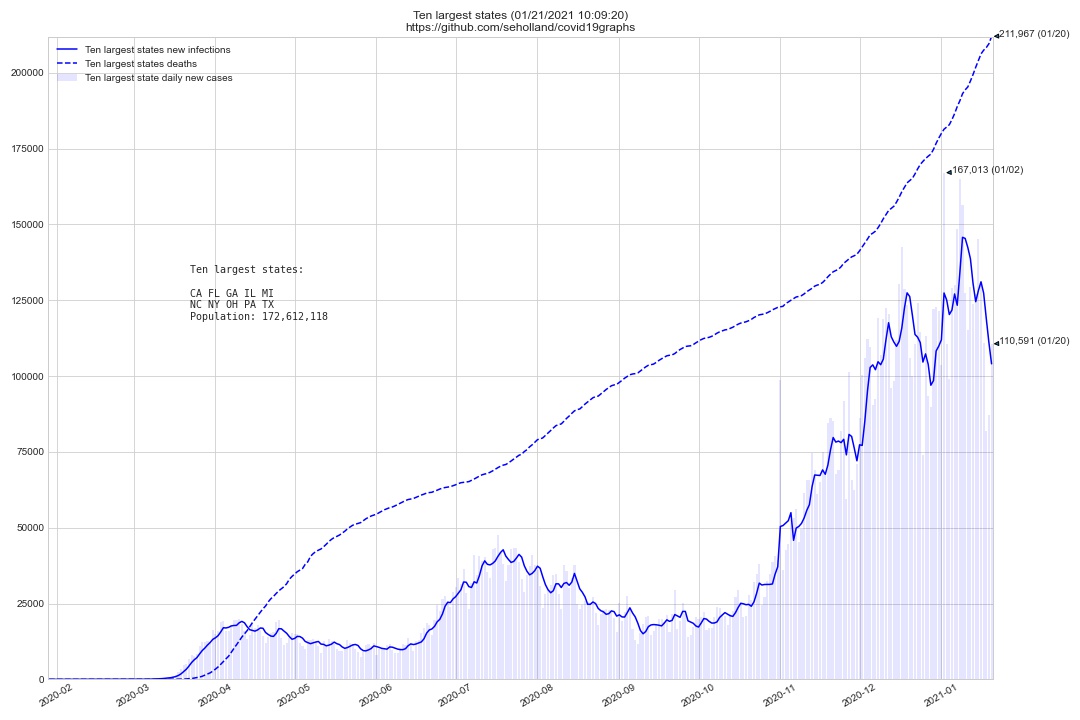 Ten largest states (01/21/2021 10:09:20)
https://github.com/seholland/covid19graphs
Ten largest states new infections
Ten largest states deaths
Ten largest state daily new cases
211,967 (01/20)
167,013 (01/02)
110,591 (01/20)
Ten largest states:
CA FL GA IL MI
NC NY OH PA TX
Population: 172,612,118
200000
175000
150000
125000
100000
75000
50000
25000
0
2020-02
2020-03
2020-04
2020-05
2020-06
2020-07
2020-08
2020-09
2020-10
2020-11
2020-12
2021-01